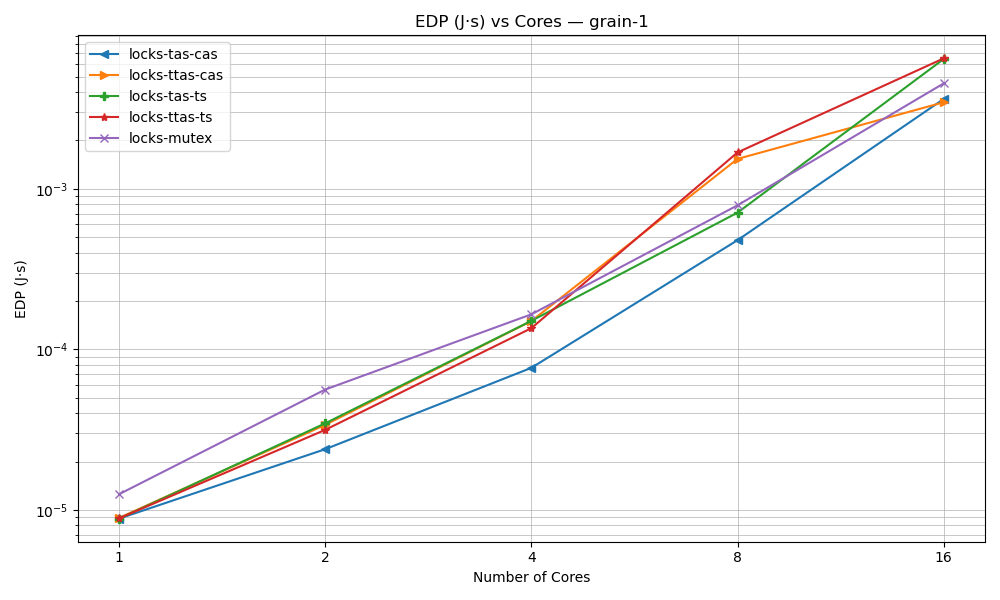 EDP (J·s) vs Cores — grain-1
locks-tas-cas
locks-ttas-cas
locks-tas-ts
locks-ttas-ts
locks-mutex
EDP (J·s)
10⁻³
10⁻⁴
10⁻⁵
1 2 4 8 16
Number of Cores